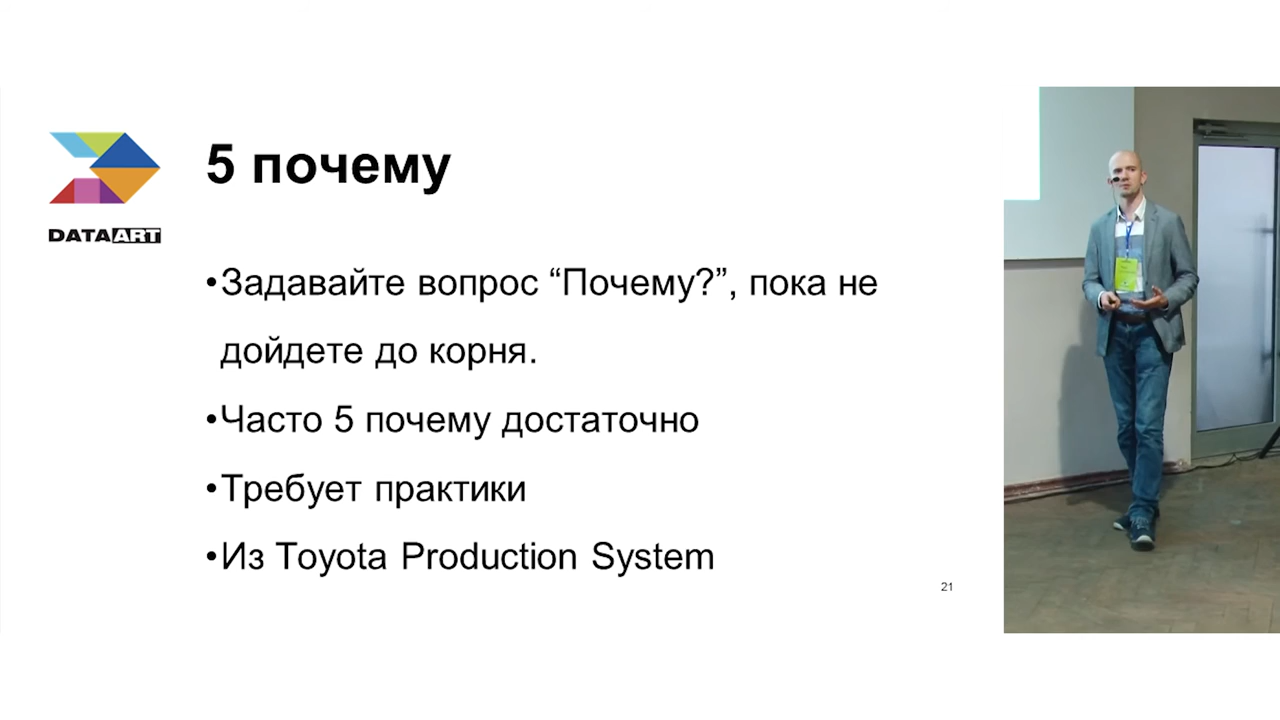 DATAART
5 почему
•Задавайте вопрос “Почему?”, пока не
дойдете до корня.
•Часто 5 почему достаточно
•Требует практики
•Из Toyota Production System
21